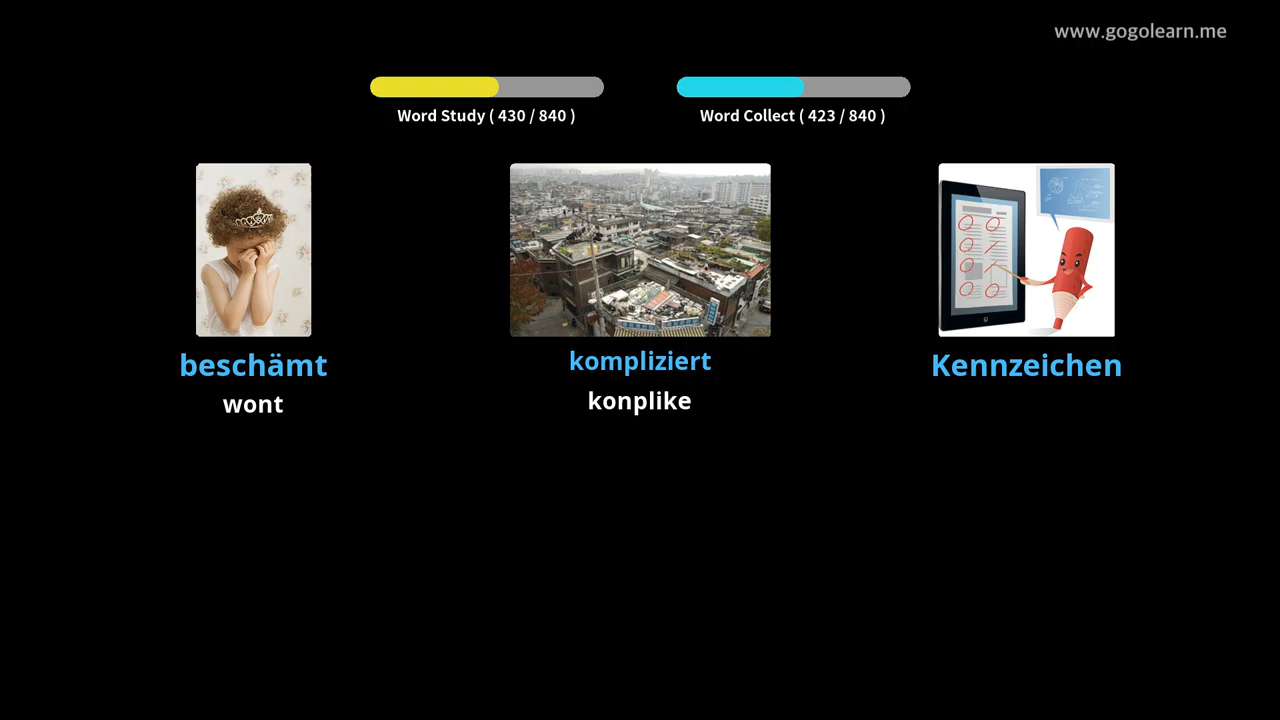 www.gogolearn.me
Word Study ( 430 / 840 )
Word Collect ( 423 / 840 )
beschämt
wont
kompliziert
konplike
Kennzeichen